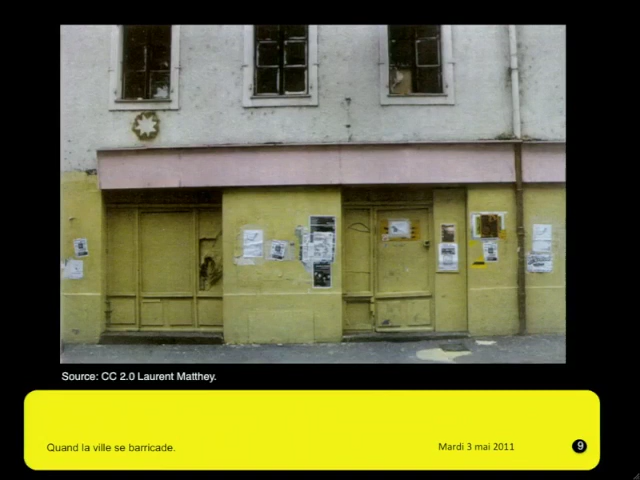 Source: CC 2.0 Laurent Matthey.
Quand la ville se barricade.
Mardi 3 mai 2011
9